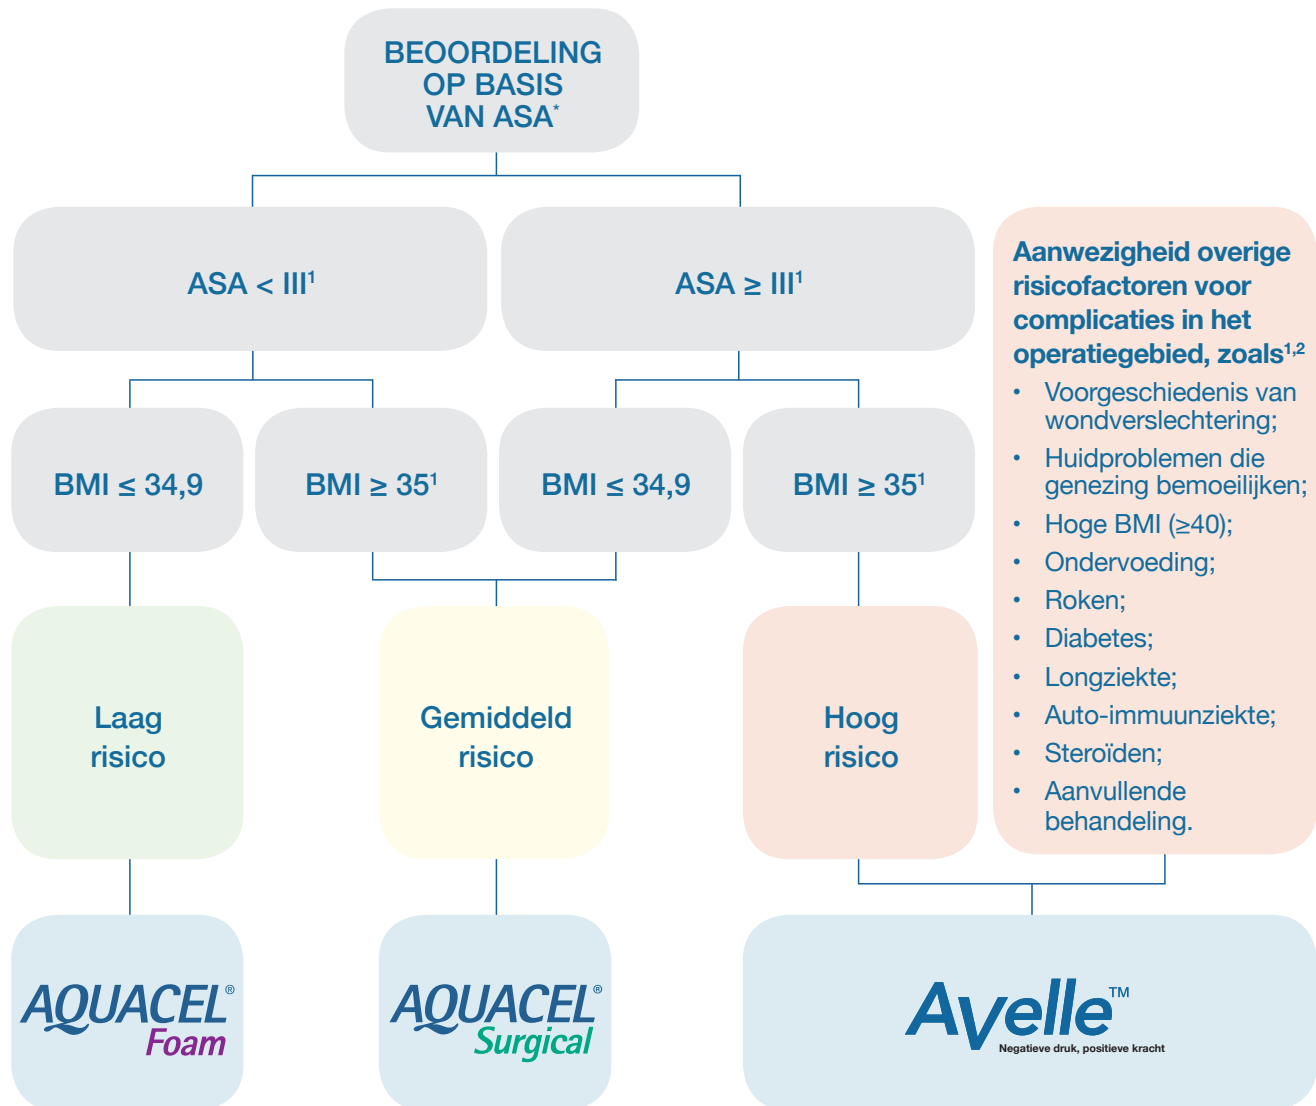 BEOORDELING
OP BASIS
VAN ASA*
ASA < III¹
ASA ≥ III¹
BMI ≤ 34,9
BMI ≥ 35¹
BMI ≤ 34,9
BMI ≥ 35¹
Laag
risico
Gemiddeld
risico
Hoog
risico
Aanwezigheid overige
risicofactoren voor
complicaties in het
operatiegebied, zoals¹,²
• Voorgeschiedenis van
wondverslechtering;
• Huidproblemen die
genezing bemoeilijken;
• Hoge BMI (≥40);
• Ondervoeding;
• Roken;
• Diabetes;
• Longziekte;
• Auto-immuunziekte;
• Steroïden;
• Aanvullende
behandeling.
AQUACEL®
Foam
AQUACEL®
Surgical
Avelle™
Negatieve druk, positieve kracht